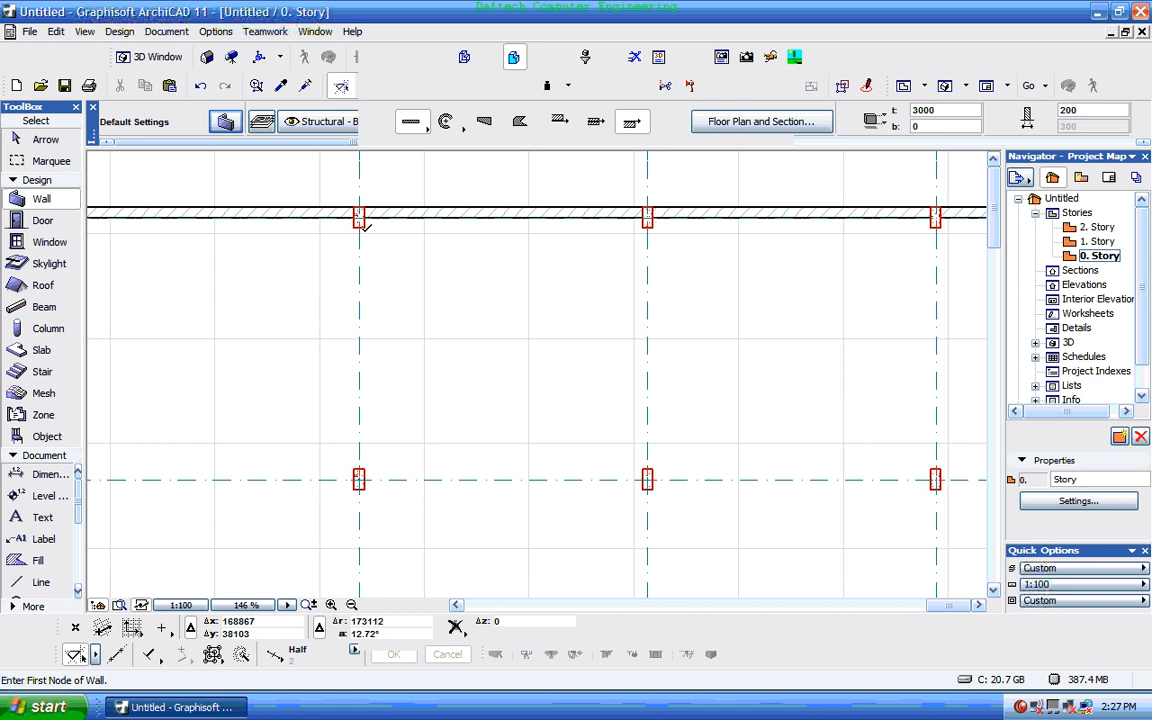 Daftech Computer Engineering
Untitled - Graphisoft ArchiCAD 11 - [Untitled / 0. Story]
File Edit View Design Document Options Teamwork Window Help
3D Window
Go
ToolBox
Select
Arrow
Marquee
Design
Wall
Door
Window
Skylight
Roof
Beam
Column
Slab
Stair
Mesh
Zone
Object
Document
Dimen...
Level ...
Text
Label
Fill
Line
More
Default Settings
Structural - B
Floor Plan and Section...
t: 3000
b: 0
200
300
Navigator - Project Map
Untitled
Stories
2. Story
1. Story
0. Story
Sections
Elevations
Interior Elevation
Worksheets
Details
3D
Schedules
Project Indexes
Lists
Info
Properties
0. Story
Settings...
Quick Options
Custom
1:100
Custom
1:100 146 %
Δx: 168867
Δy: 38103
Δr: 173112
a: 12.72°
Δz: 0
Half
2
OK Cancel
Enter First Node of Wall.
C: 20.7 GB 387.4 MB
start Untitled - Graphisoft ... 2:27 PM